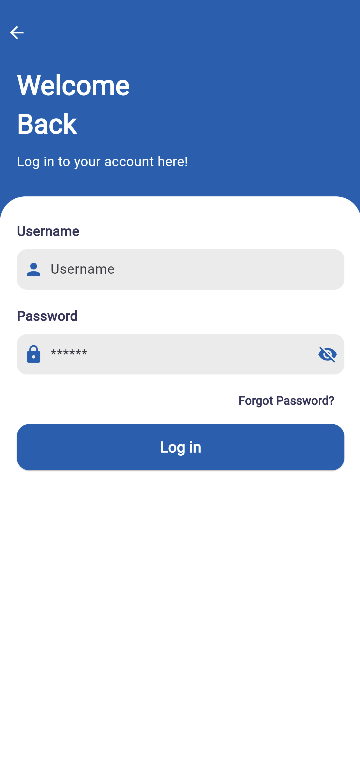 Welcome
Back
Log in to your account here!
Username
Username
Password
******
Forgot Password?
Log in